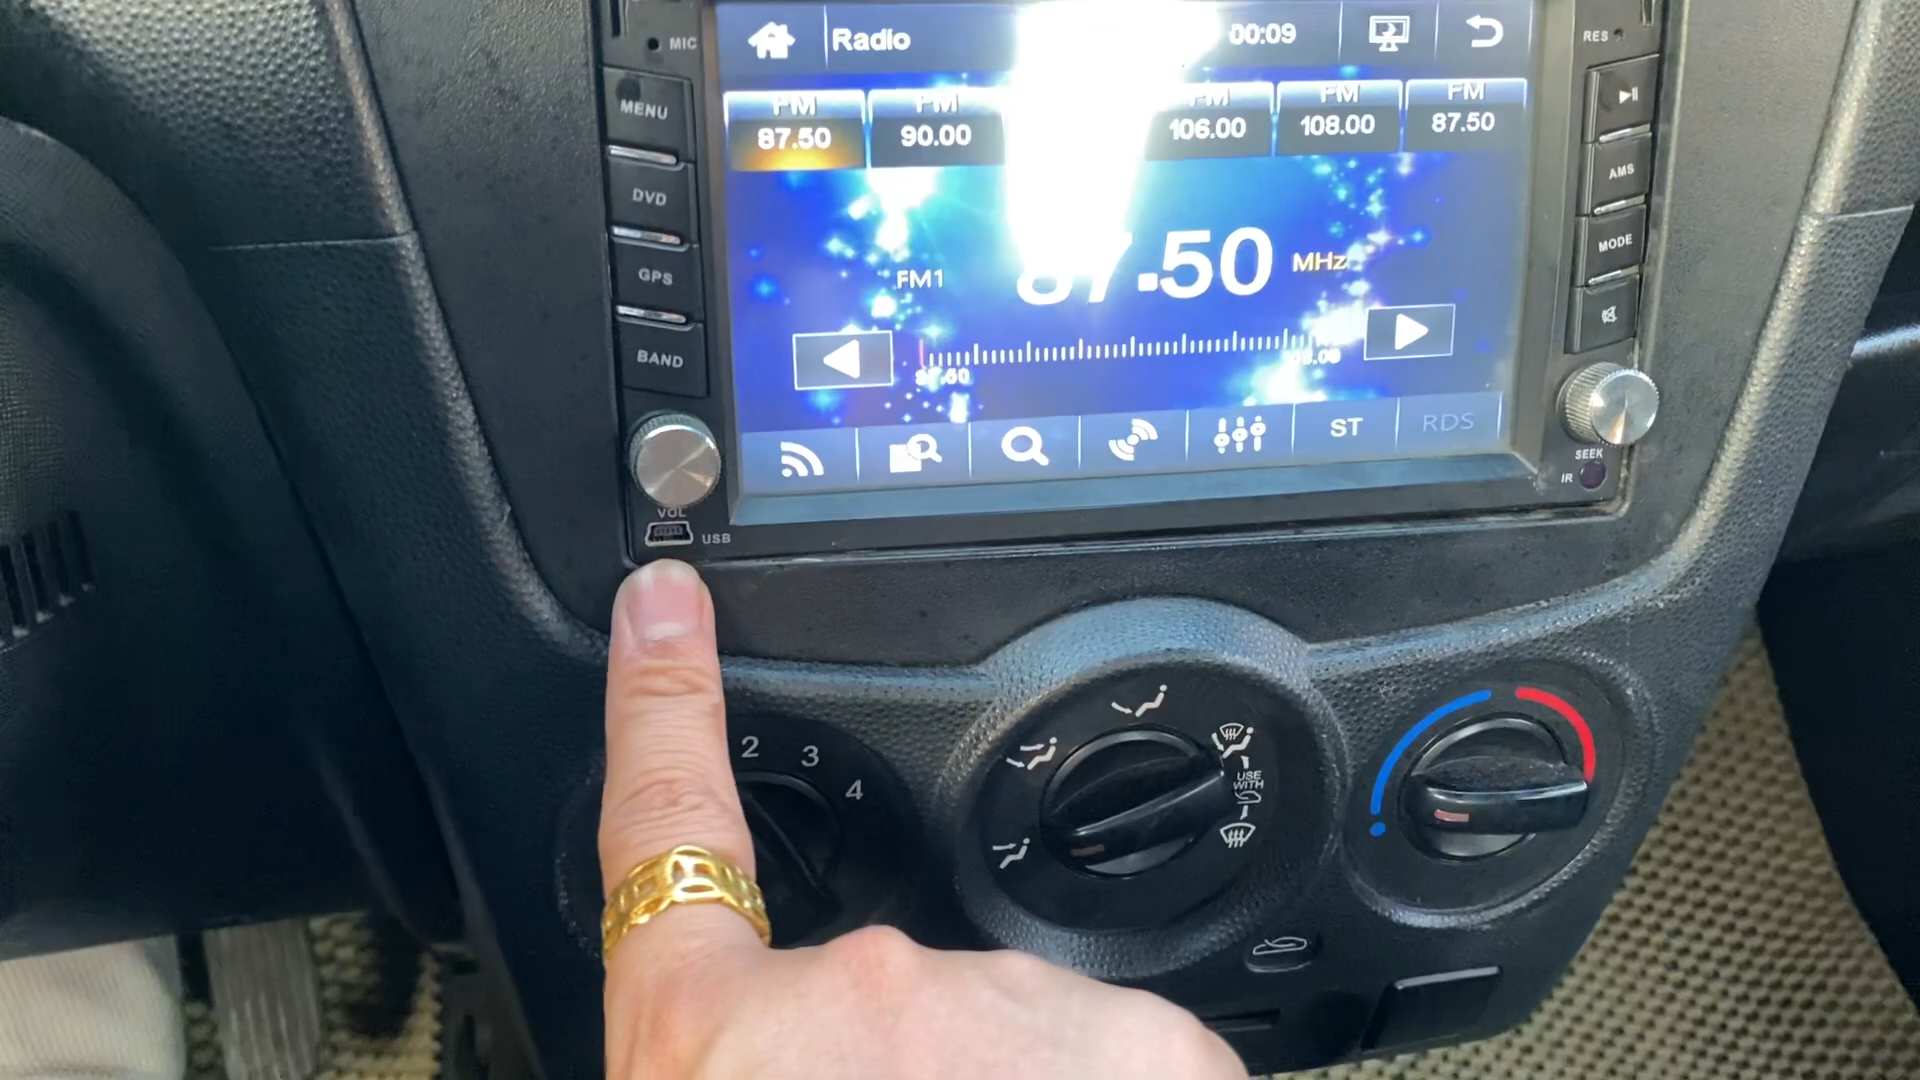 MIC
Radio
00:09
RES
MENU
FM
87.50
FM
90.00
FM
106.00
FM
108.00
FM
87.50
DVD
AMS
GPS
FM1
87.50
MHz
MODE
BAND
ST
RDS
VOL
USB
SEEK
IR
2
3
4
USE
WITH